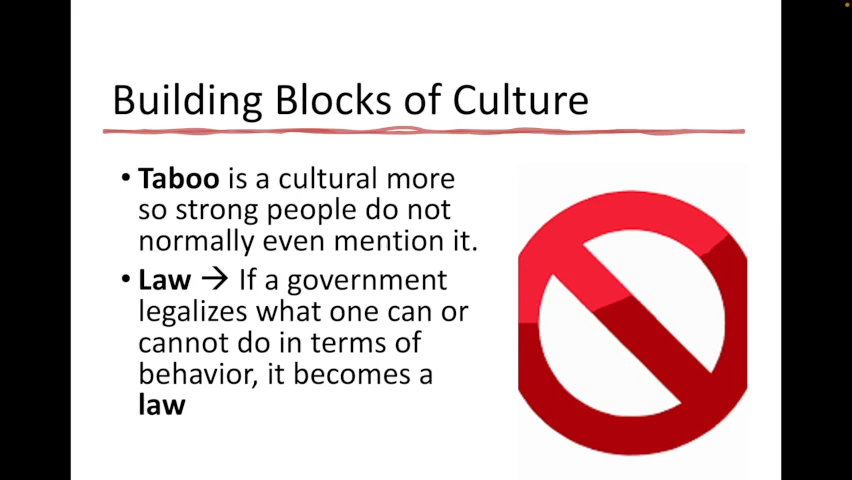 Building Blocks of Culture
• Taboo is a cultural more
so strong people do not
normally even mention it.
• Law → If a government
legalizes what one can or
cannot do in terms of
behavior, it becomes a
law